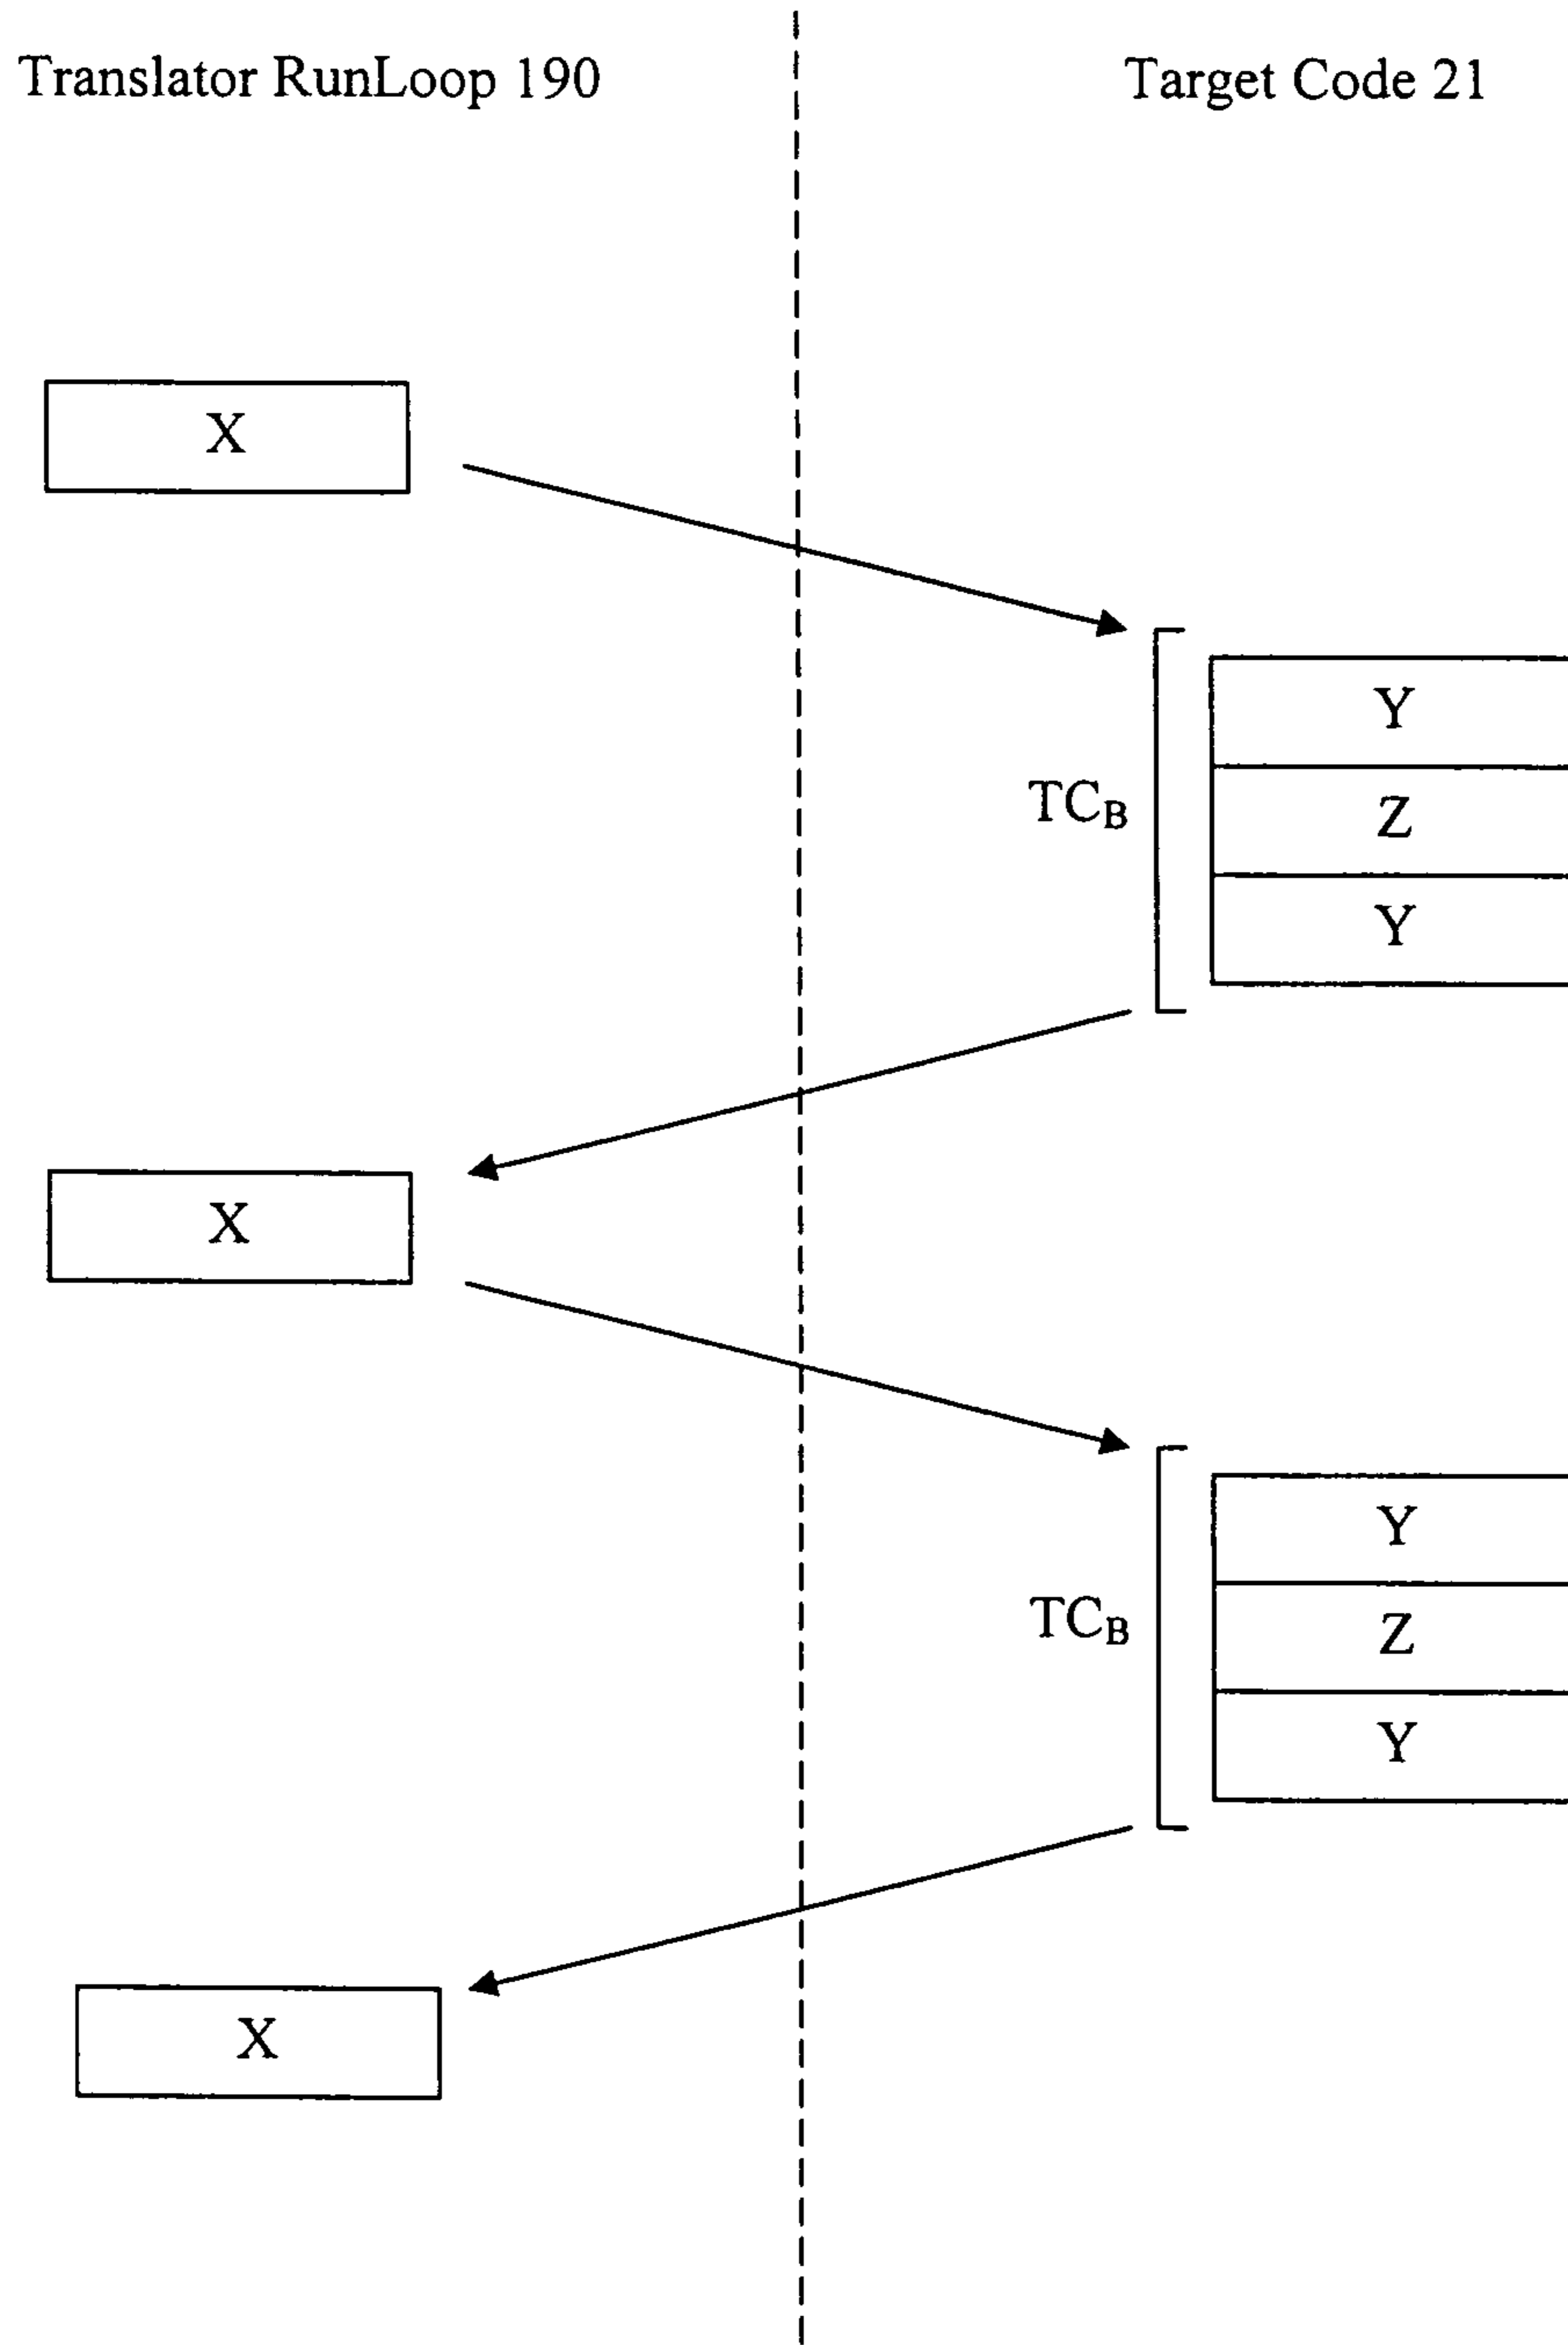 Translator RunLoop 190
Target Code 21
X
Y
TCB
Z
Y
X
Y
TCB
Z
Y
X